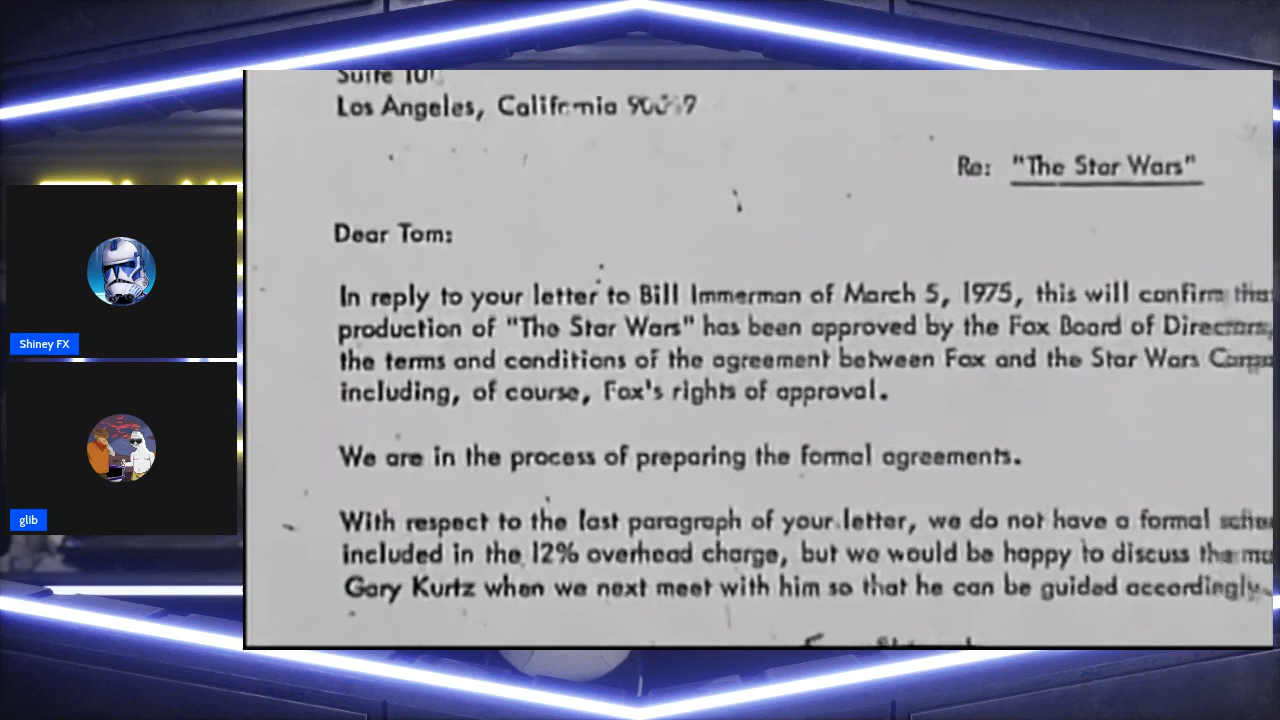 Los Angeles, California
Re: "The Star Wars"
Dear Tom:
In reply to your letter to Bill Immerman of March 5, 1975, this will confirm
production of "The Star Wars" has been approved by the Fox Board of Directors,
the terms and conditions of the agreement between Fox and the Star Wars
including, of course, Fox's rights of approval.
We are in the process of preparing the formal agreements.
With respect to the last paragraph of your letter, we do not have a formal
included in the 12% overhead charge, but we would be happy to discuss the
Gary Kurtz when we next meet with him so that he can be guided accordingly.
Shiney FX
glib